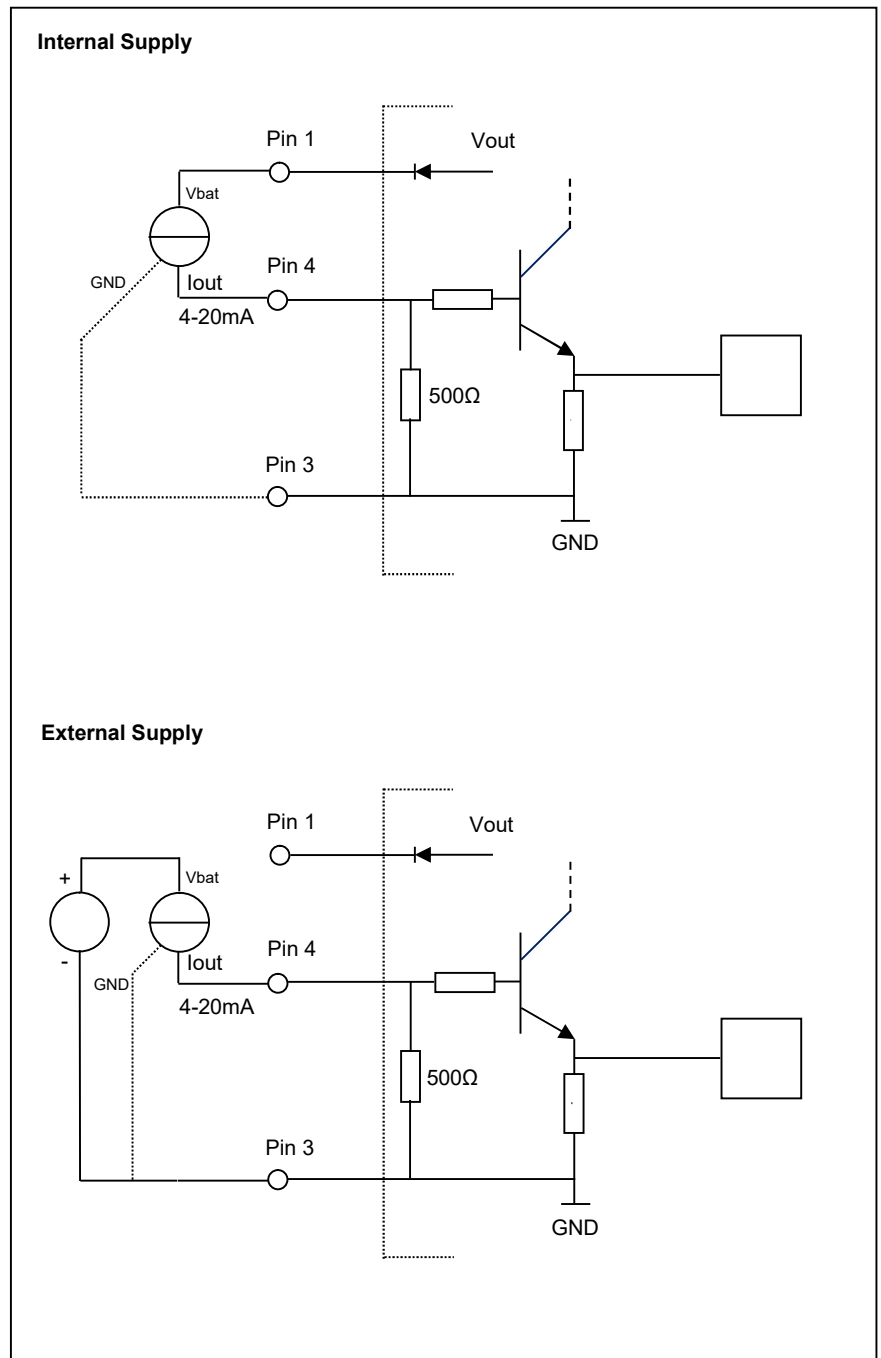 Internal Supply
Pin 1
Vout
Vbat
Pin 4
GND
Iout
4-20mA
500Ω
Pin 3
GND
External Supply
Pin 1
Vout
+
Vbat
-
Iout
Pin 4
GND
4-20mA
500Ω
Pin 3
GND